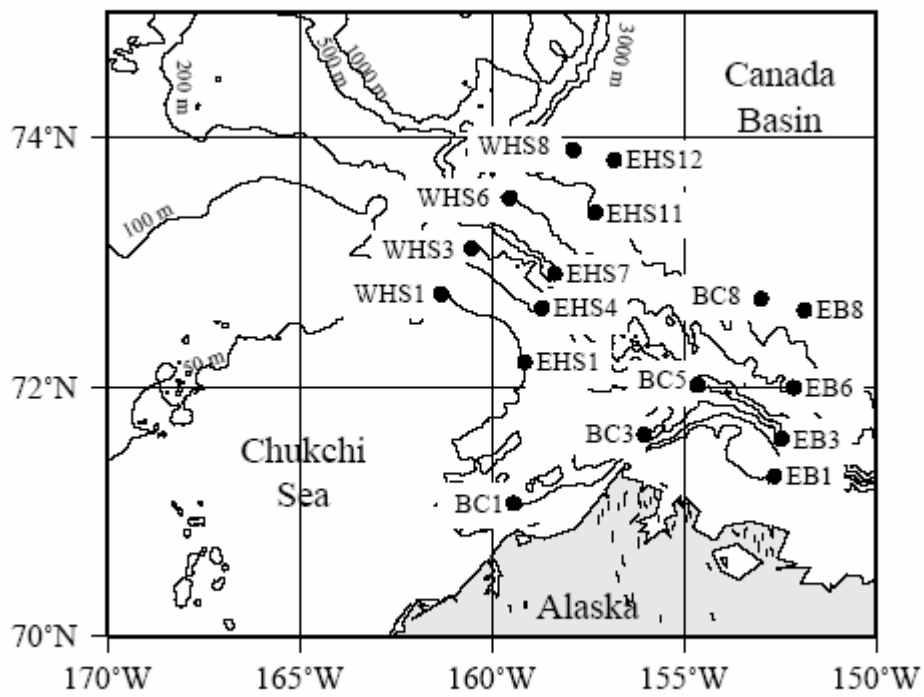 3000 m
1000 m
500 m
200 m
Canada
Basin
74°N
WHS8
EHS12
WHS6
EHS11
100 m
WHS3
EHS7
WHS1
EHS4
BC8
EB8
50 m
EHS1
72°N
BC5
EB6
BC3
EB3
Chukchi
Sea
EB1
BC1
Alaska
70°N
170°W
165°W
160°W
155°W
150°W